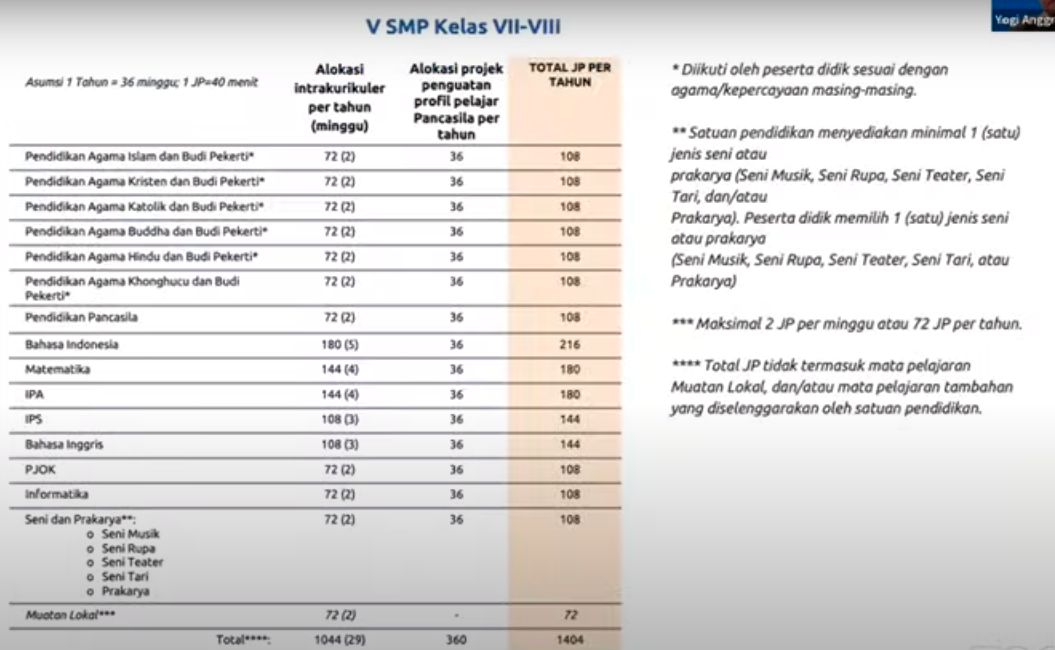 Yogi Anggr
V SMP Kelas VII-VIII
Asumsi 1 Tahun = 36 minggu; 1 JP=40 menit
Alokasi intrakurikuler per tahun (minggu)
Alokasi projek penguatan profil pelajar Pancasila per tahun
TOTAL JP PER TAHUN
Pendidikan Agama Islam dan Budi Pekerti* 72 (2) 36 108
Pendidikan Agama Kristen dan Budi Pekerti* 72 (2) 36 108
Pendidikan Agama Katolik dan Budi Pekerti* 72 (2) 36 108
Pendidikan Agama Buddha dan Budi Pekerti* 72 (2) 36 108
Pendidikan Agama Hindu dan Budi Pekerti* 72 (2) 36 108
Pendidikan Agama Khonghucu dan Budi Pekerti* 72 (2) 36 108
Pendidikan Pancasila 72 (2) 36 108
Bahasa Indonesia 180 (5) 36 216
Matematika 144 (4) 36 180
IPA 144 (4) 36 180
IPS 108 (3) 36 144
Bahasa Inggris 108 (3) 36 144
PJOK 72 (2) 36 108
Informatika 72 (2) 36 108
Seni dan Prakarya**: 72 (2) 36 108
o Seni Musik
o Seni Rupa
o Seni Teater
o Seni Tari
o Prakarya
Muatan Lokal*** 72 (2) - 72
Total****: 1044 (29) 360 1404
* Diikuti oleh peserta didik sesuai dengan
agama/kepercayaan masing-masing.
** Satuan pendidikan menyediakan minimal 1 (satu)
jenis seni atau
prakarya (Seni Musik, Seni Rupa, Seni Teater, Seni
Tari, dan/atau
Prakarya). Peserta didik memilih 1 (satu) jenis seni
atau prakarya
(Seni Musik, Seni Rupa, Seni Teater, Seni Tari, atau
Prakarya)
*** Maksimal 2 JP per minggu atau 72 JP per tahun.
**** Total JP tidak termasuk mata pelajaran
Muatan Lokal, dan/atau mata pelajaran tambahan
yang diselenggarakan oleh satuan pendidikan.